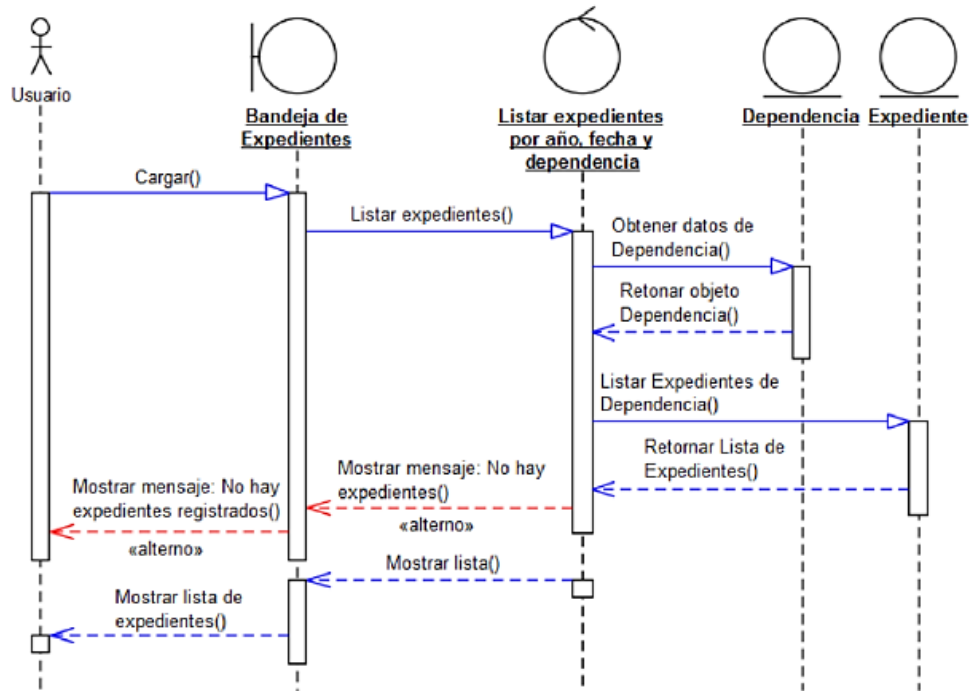 Usuario
Bandeja de
Expedientes
Listar expedientes
por año, fecha y
dependencia
Dependencia
Expediente
Cargar()
Listar expedientes()
Obtener datos de
Dependencia()
Retonar objeto
Dependencia()
Listar Expedientes de
Dependencia()
Retornar Lista de
Expedientes()
Mostrar mensaje: No hay
expedientes()
«alterno»
Mostrar mensaje: No hay
expedientes registrados()
«alterno»
Mostrar lista()
Mostrar lista de
expedientes()